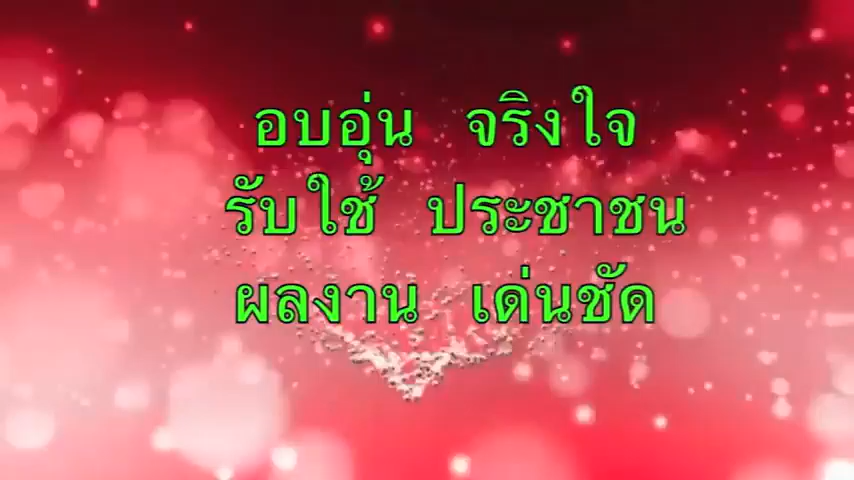 อบอุ่น จริงใจ
รับใช้ ประชาชน
ผลงาน เด่นชัด